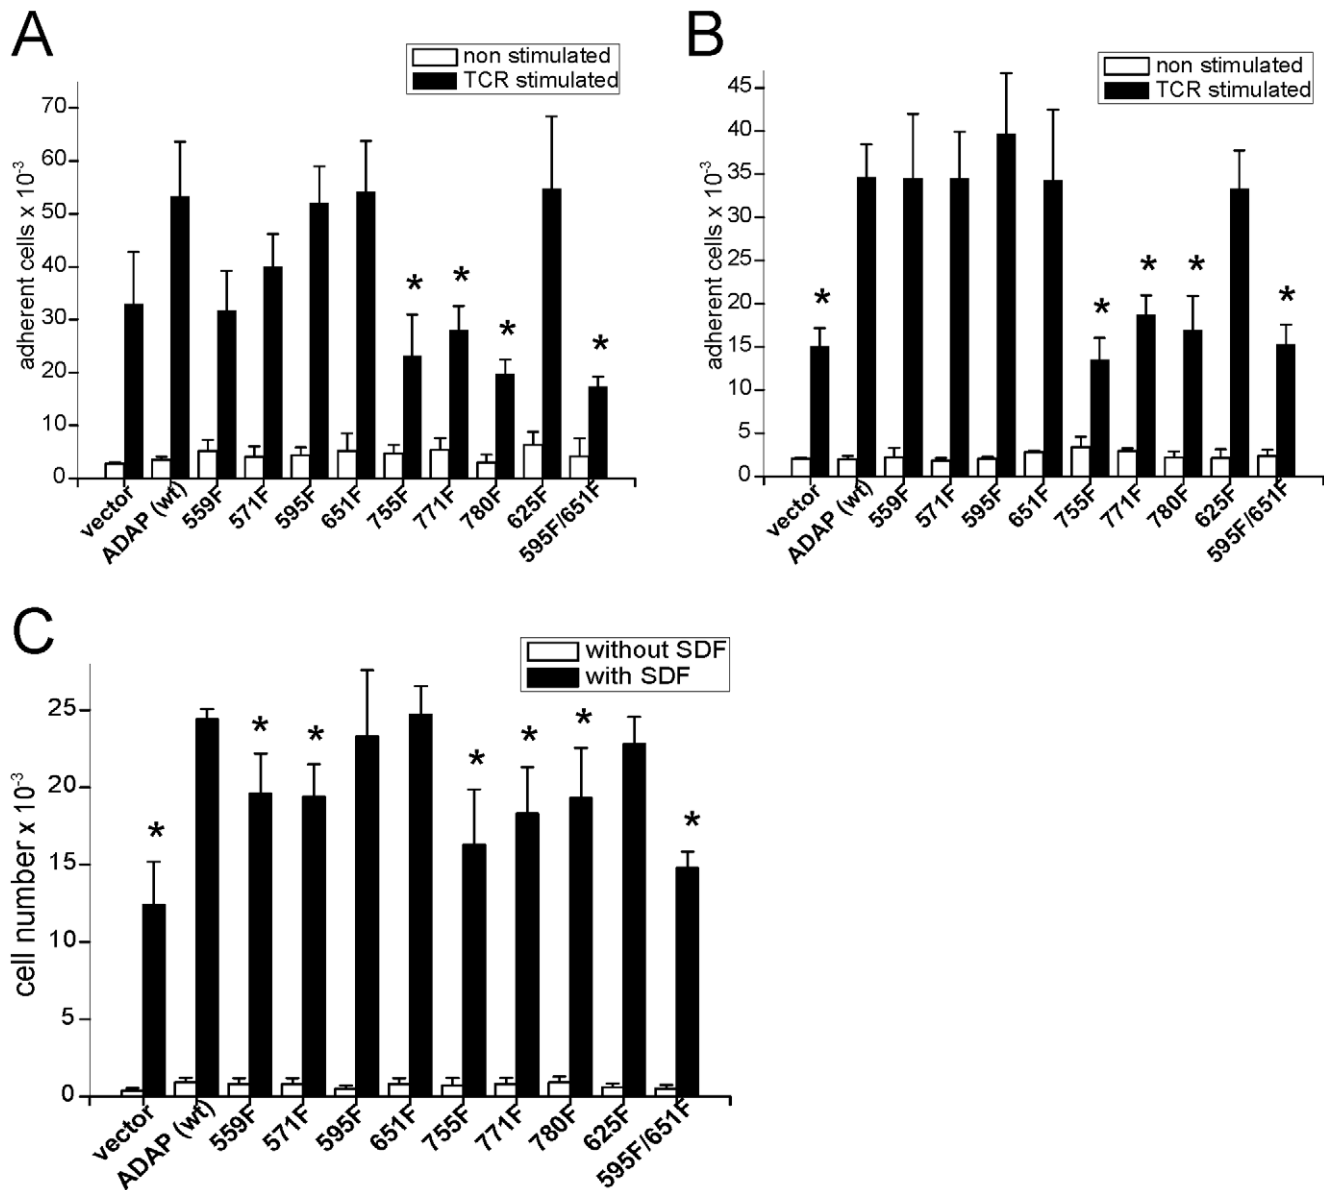 A
non stimulated
TCR stimulated
adherent cells x 10-3
70
60
50
40
30
20
10
0
*
*
*
*
vector
ADAP (wt)
559F
571F
595F
651F
755F
771F
780F
625F
595F/651F
B
non stimulated
TCR stimulated
adherent cells x 10-3
45
40
35
30
25
20
15
10
5
0
*
*
*
*
*
vector
ADAP (wt)
559F
571F
595F
651F
755F
771F
780F
625F
595F/651F
C
without SDF
with SDF
cell number x 10-3
25
20
15
10
5
0
*
*
*
*
*
*
*
vector
ADAP (wt)
559F
571F
595F
651F
755F
771F
780F
625F
595F/651F